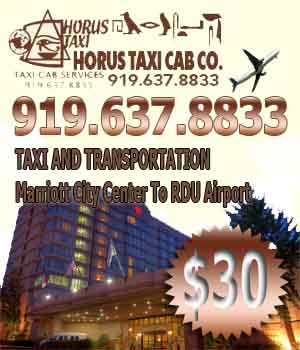 HORUS
TAXI
HORUS TAXI CAB CO.
TAXI CAB SERVICES
919.637.8833
919.637.8833
919.637.8833
TAXI AND TRANSPORTATION
Marriott City Center To RDU Airport
$30